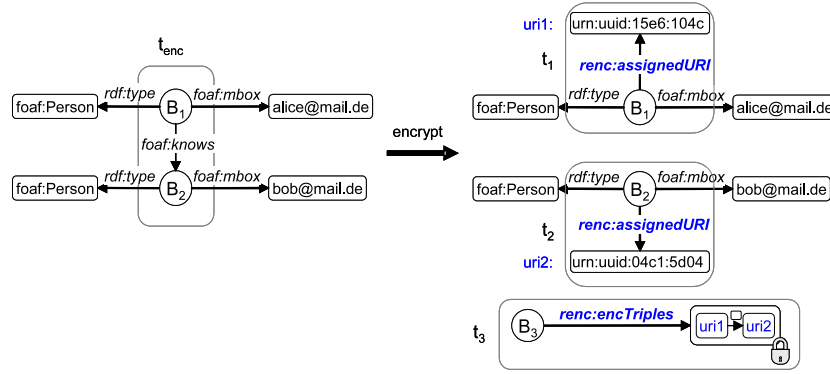 t_enc
foaf:Person rdf:type B1 foaf:mbox alice@mail.de
foaf:knows
foaf:Person rdf:type B2 foaf:mbox bob@mail.de
encrypt
uri1: urn:uuid:15e6:104c
t1 renc:assignedURI
foaf:Person rdf:type B1 foaf:mbox alice@mail.de
foaf:Person rdf:type B2 foaf:mbox bob@mail.de
t2 renc:assignedURI
uri2: urn:uuid:04c1:5d04
t3 B3 renc:encTriples uri1 uri2